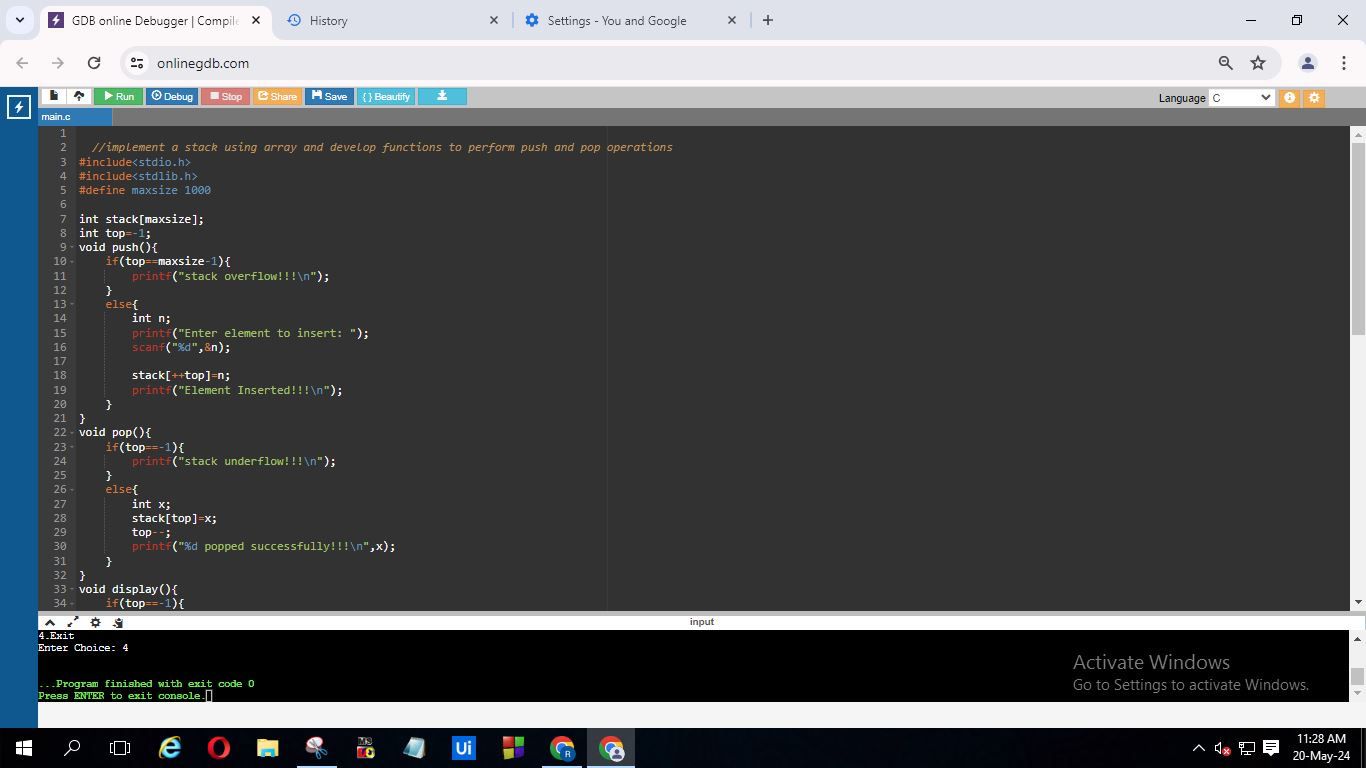 GDB online Debugger | Compile
History
Settings - You and Google
onlinegdb.com
Run
Debug
Stop
Share
Save
{ } Beautify
Language C
main.c
1
2 //implement a stack using array and develop functions to perform push and pop operations
3 #include<stdio.h>
4 #include<stdlib.h>
5 #define maxsize 1000
6
7 int stack[maxsize];
8 int top=-1;
9 void push(){
10 if(top==maxsize-1){
11 printf("stack overflow!!!\n");
12 }
13 else{
14 int n;
15 printf("Enter element to insert: ");
16 scanf("%d",&n);
17
18 stack[++top]=n;
19 printf("Element Inserted!!!\n");
20 }
21 }
22 void pop(){
23 if(top==-1){
24 printf("stack underflow!!!\n");
25 }
26 else{
27 int x;
28 stack[top]=x;
29 top--;
30 printf("%d popped successfully!!!\n",x);
31 }
32 }
33 void display(){
34 if(top==-1){
input
4.Exit
Enter Choice: 4
...Program finished with exit code 0
Press ENTER to exit console.
Activate Windows
Go to Settings to activate Windows.
Ui
R
11:28 AM
20-May-24